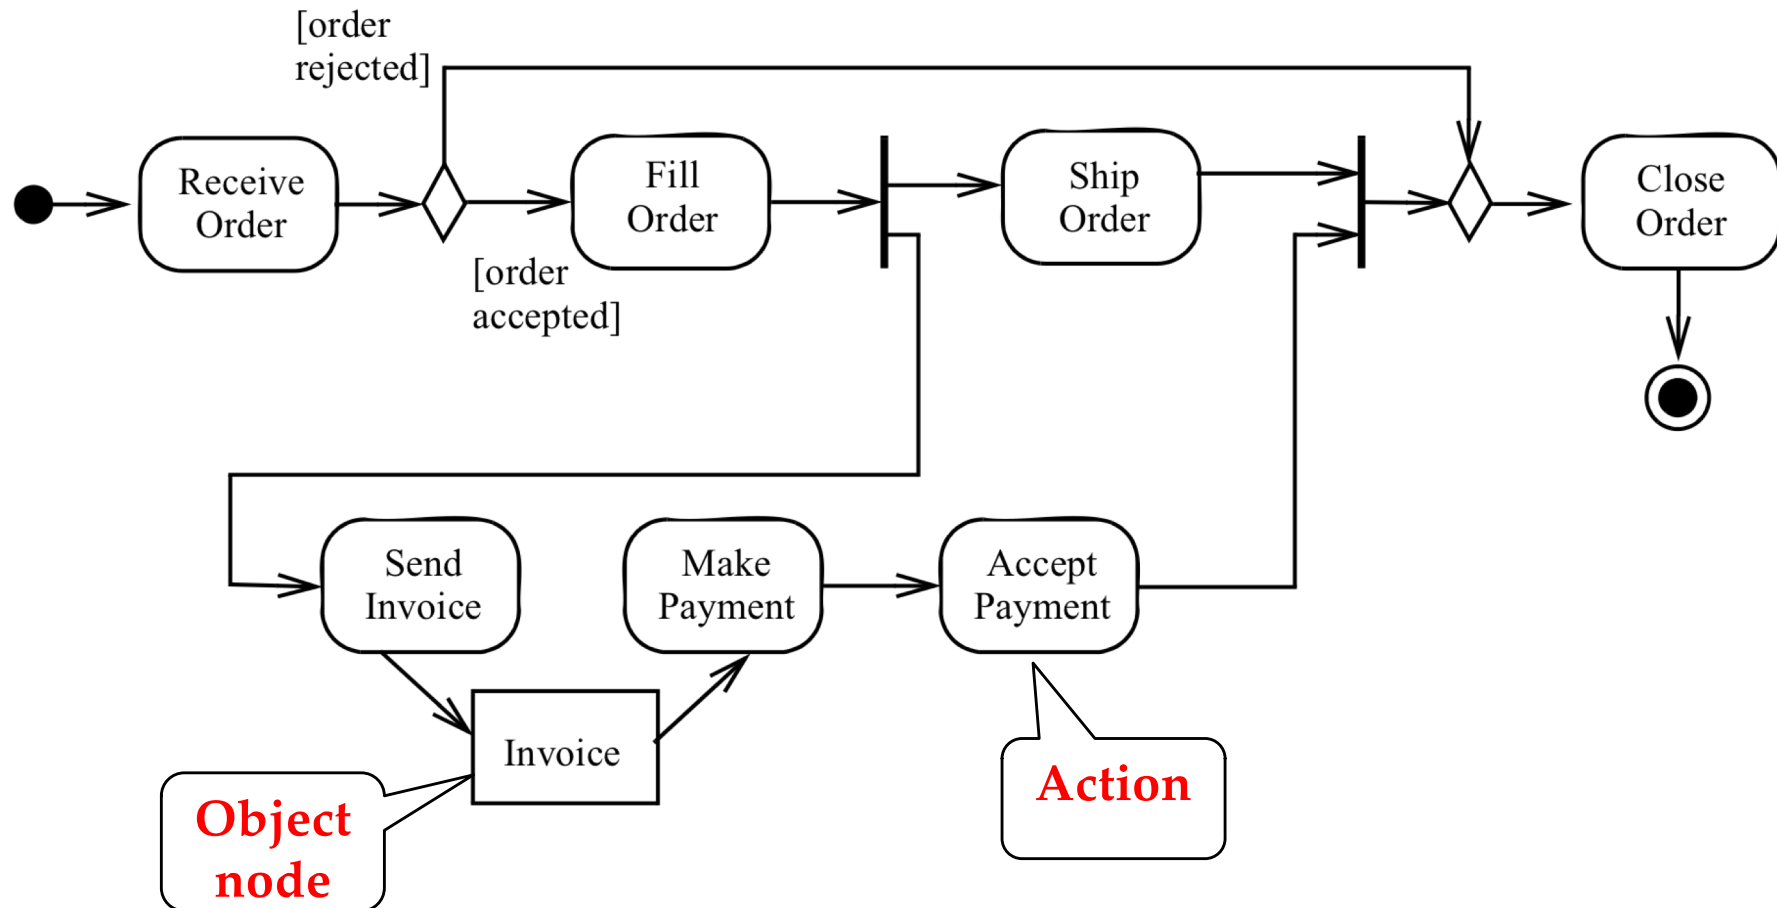 [order
rejected]
Receive
Order
Fill
Order
Ship
Order
Close
Order
[order
accepted]
Send
Invoice
Make
Payment
Accept
Payment
Invoice
Action
Object
node